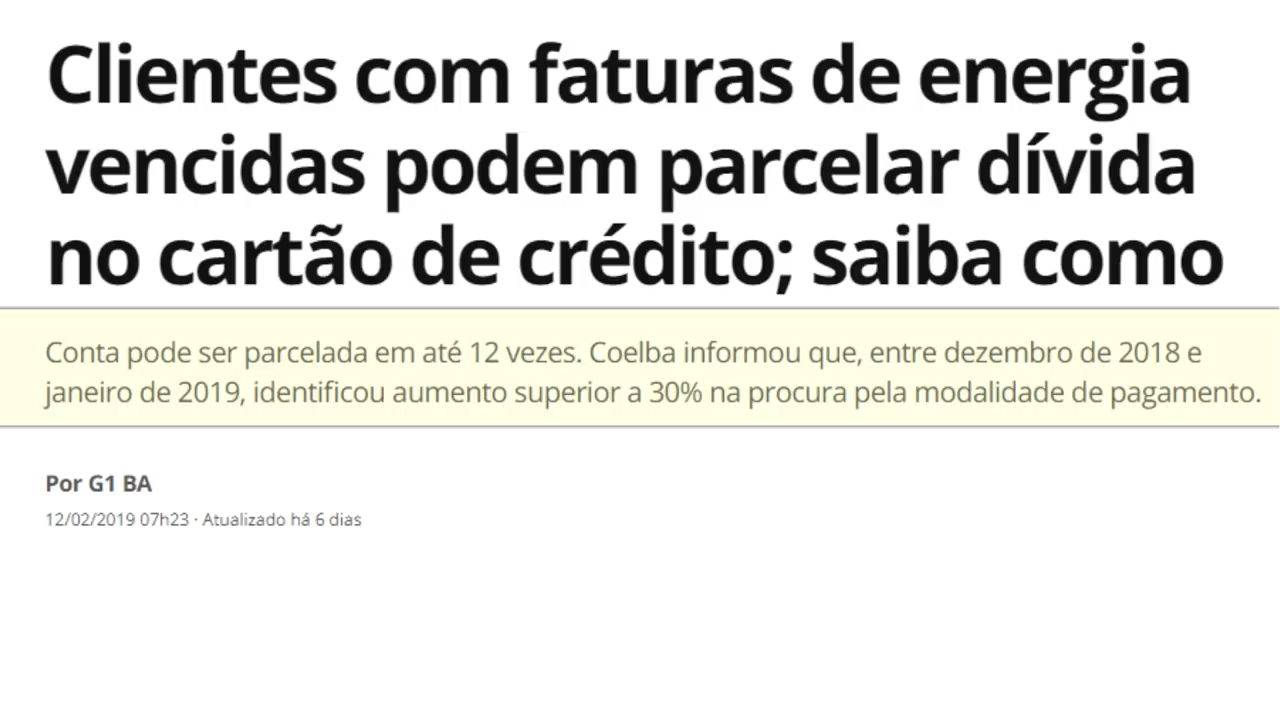 Clientes com faturas de energia
vencidas podem parcelar dívida
no cartão de crédito; saiba como
Conta pode ser parcelada em até 12 vezes. Coelba informou que, entre dezembro de 2018 e
janeiro de 2019, identificou aumento superior a 30% na procura pela modalidade de pagamento.
Por G1 BA
12/02/2019 07h23 · Atualizado há 6 dias